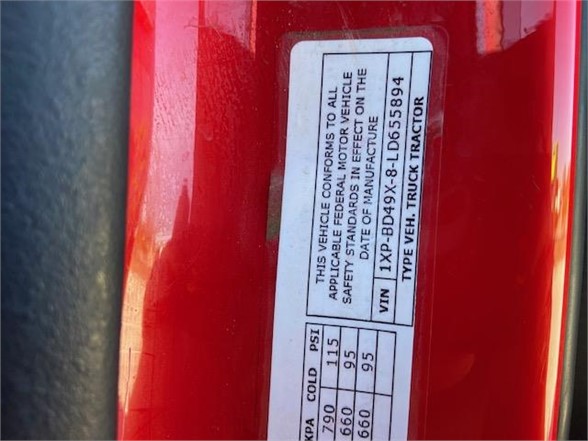 KPA COLD PSI
790 115
660 95
660 95
THIS VEHICLE CONFORMS TO ALL
APPLICABLE FEDERAL MOTOR VEHICLE
SAFETY STANDARDS IN EFFECT ON THE
DATE OF MANUFACTURE
VIN 1XP-BD49X-8-LD655894
TYPE VEH. TRUCK TRACTOR